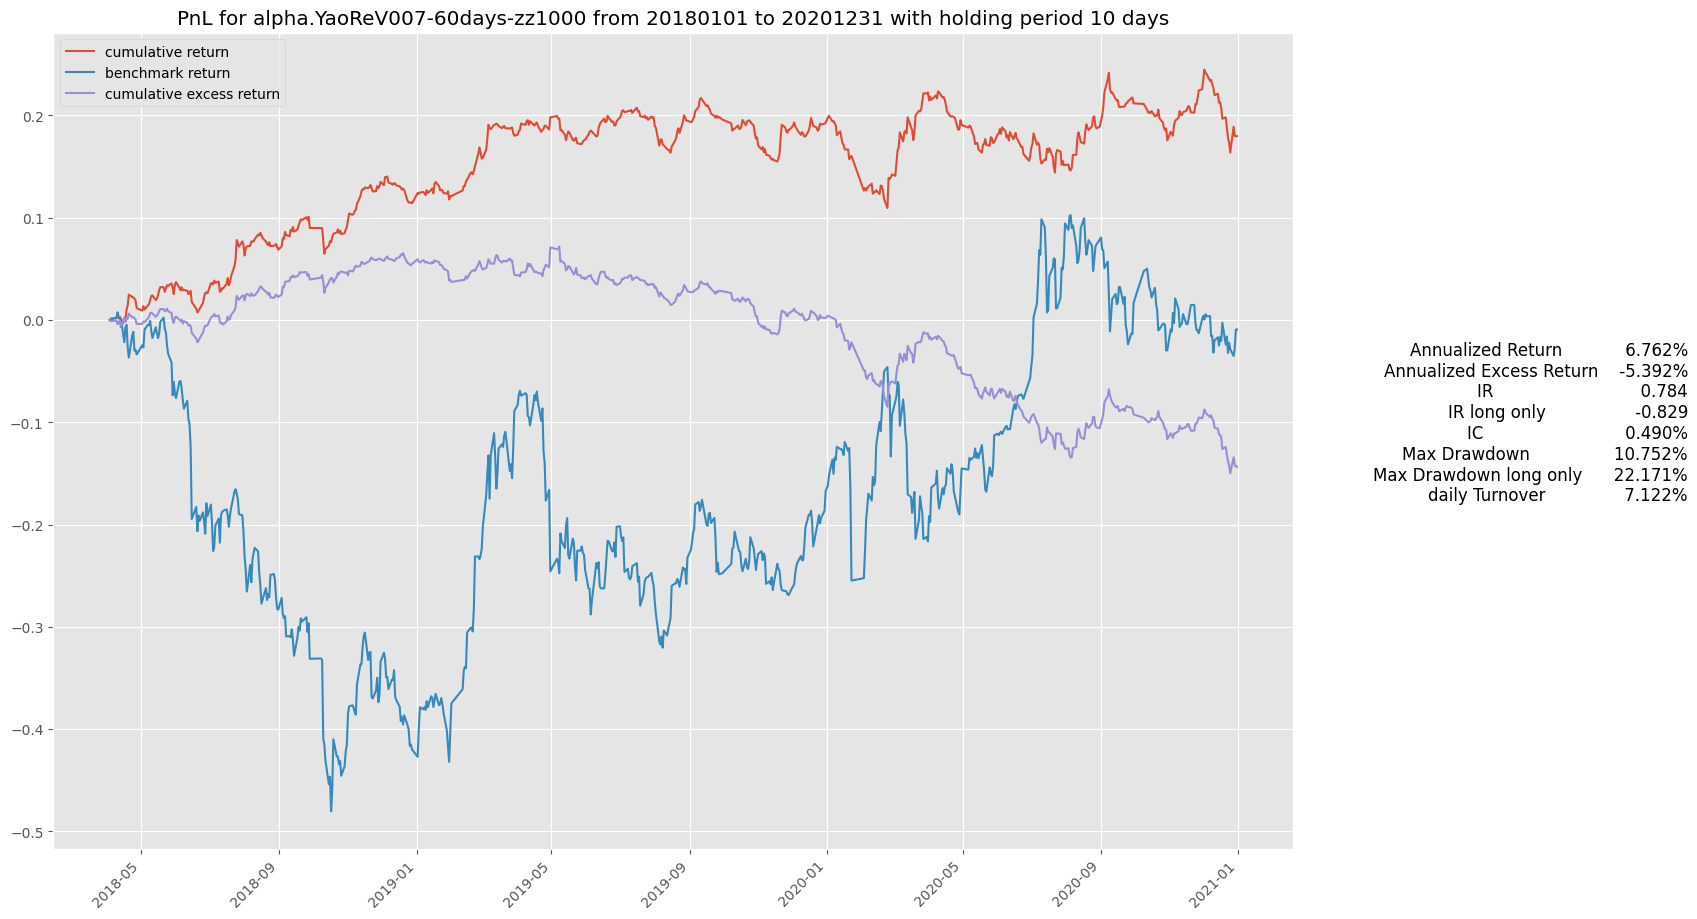 PnL for alpha.YaoReV007-60days-zz1000 from 20180101 to 20201231 with holding period 10 days
cumulative return
benchmark return
cumulative excess return
0.2
0.1
0.0
−0.1
−0.2
−0.3
−0.4
−0.5
2018-05
2018-09
2019-01
2019-05
2019-09
2020-01
2020-05
2020-09
2021-01
Annualized Return 6.762%
Annualized Excess Return -5.392%
IR 0.784
IR long only -0.829
IC 0.490%
Max Drawdown 10.752%
Max Drawdown long only 22.171%
daily Turnover 7.122%